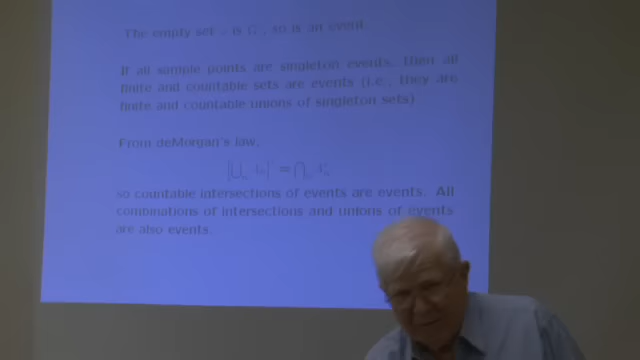 The empty set is so is an event.
If all sample points are singleton events, then all
finite and countable sets are events (i.e., they are
finite and countable unions of singleton sets)
From deMorgan's law,
so countable intersections of events are events. All
combinations of intersections and unions of events
are also events.